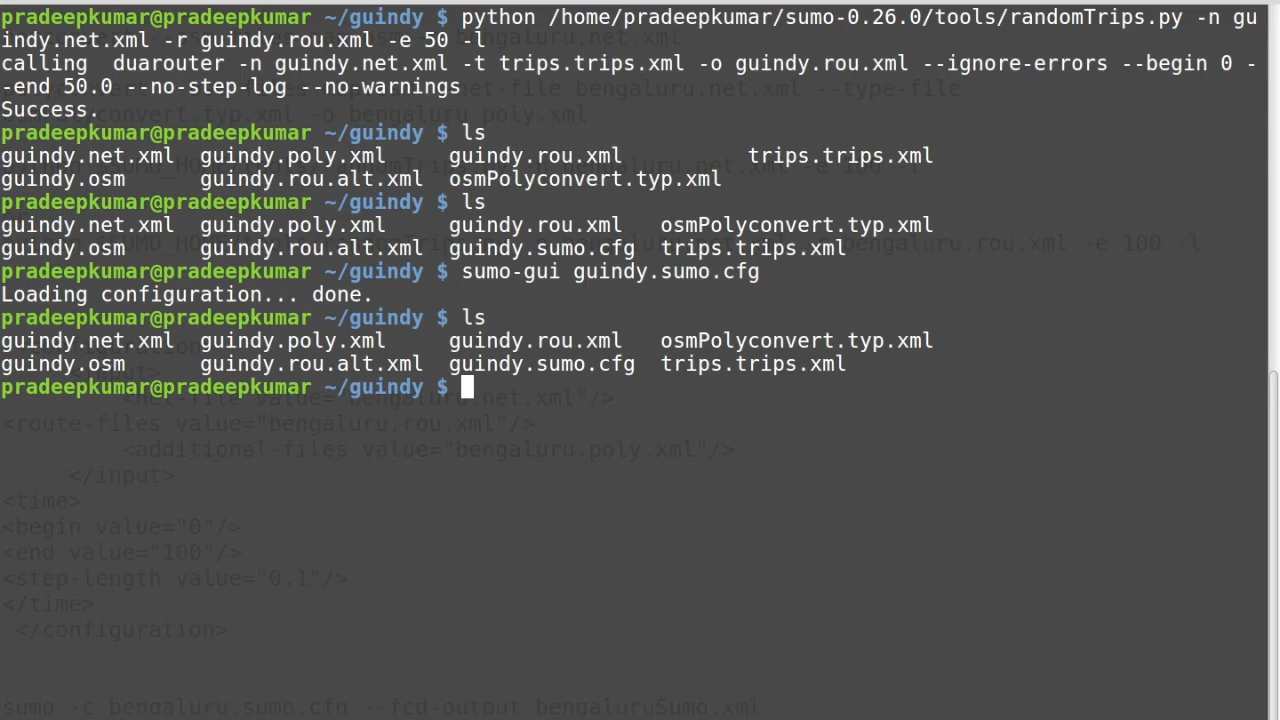 pradeepkumar@pradeepkumar ~/guindy $ python /home/pradeepkumar/sumo-0.26.0/tools/randomTrips.py -n gu
indy.net.xml -r guindy.rou.xml -e 50 -l
calling  duarouter -n guindy.net.xml -t trips.trips.xml -o guindy.rou.xml --ignore-errors --begin 0 -
-end 50.0 --no-step-log --no-warnings
Success.
pradeepkumar@pradeepkumar ~/guindy $ ls
guindy.net.xml  guindy.poly.xml     guindy.rou.xml          trips.trips.xml
guindy.osm      guindy.rou.alt.xml  osmPolyconvert.typ.xml
pradeepkumar@pradeepkumar ~/guindy $ ls
guindy.net.xml  guindy.poly.xml     guindy.rou.xml   osmPolyconvert.typ.xml
guindy.osm      guindy.rou.alt.xml  guindy.sumo.cfg  trips.trips.xml
pradeepkumar@pradeepkumar ~/guindy $ sumo-gui guindy.sumo.cfg
Loading configuration... done.
pradeepkumar@pradeepkumar ~/guindy $ ls
guindy.net.xml  guindy.poly.xml     guindy.rou.xml   osmPolyconvert.typ.xml
guindy.osm      guindy.rou.alt.xml  guindy.sumo.cfg  trips.trips.xml
pradeepkumar@pradeepkumar ~/guindy $
<net-file value="bengaluru.net.xml"/>
<route-files value="bengaluru.rou.xml"/>
<additional-files value="bengaluru.poly.xml"/>
</input>
<time>
<begin value="0"/>
<end value="100"/>
<step-length value="0.1"/>
</time>
</configuration>
sumo -c bengaluru.sumo.cfg --fcd-output bengaluruSumo.xml